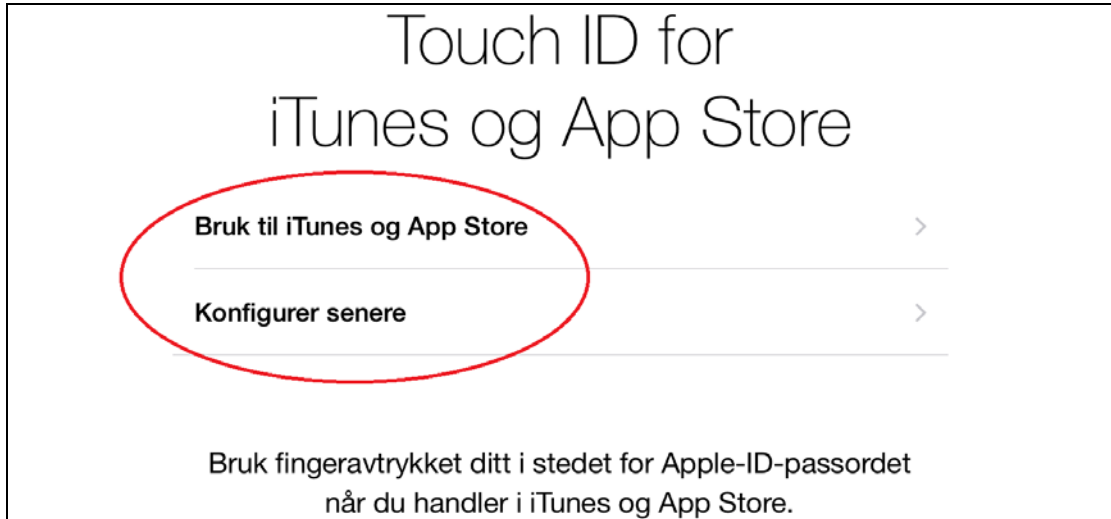 Touch ID for
iTunes og App Store
Bruk til iTunes og App Store
Konfigurer senere
Bruk fingeravtrykket ditt i stedet for Apple-ID-passordet
når du handler i iTunes og App Store.